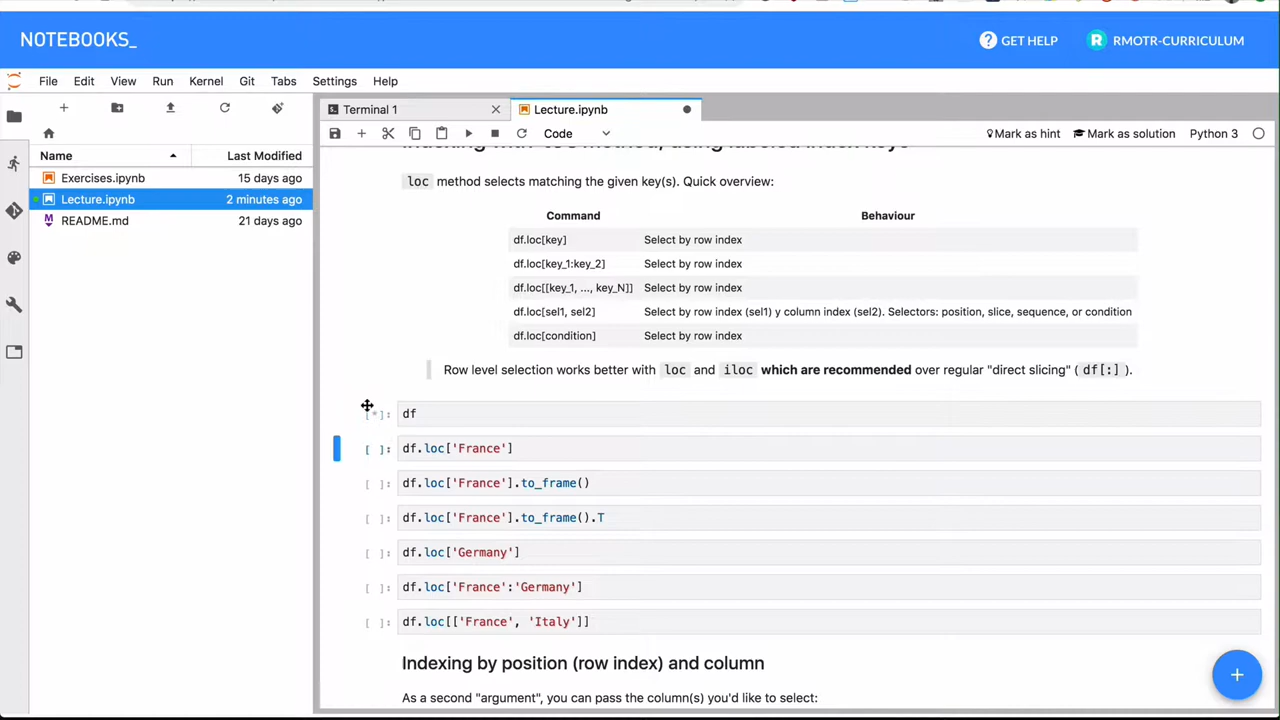 NOTEBOOKS_
GET HELP
R RMOTR-CURRICULUM
File Edit View Run Kernel Git Tabs Settings Help
Name Last Modified
Exercises.ipynb 15 days ago
Lecture.ipynb 2 minutes ago
README.md 21 days ago
Terminal 1
Lecture.ipynb
Code
Mark as hint Mark as solution Python 3
loc method selects matching the given key(s). Quick overview:
Command Behaviour
df.loc[key] Select by row index
df.loc[key_1:key_2] Select by row index
df.loc[[key_1, ..., key_N]] Select by row index
df.loc[sel1, sel2] Select by row index (sel1) y column index (sel2). Selectors: position, slice, sequence, or condition
df.loc[condition] Select by row index
Row level selection works better with loc and iloc which are recommended over regular "direct slicing" ( df[:] ).
[*]: df
[ ]: df.loc['France']
[ ]: df.loc['France'].to_frame()
[ ]: df.loc['France'].to_frame().T
[ ]: df.loc['Germany']
[ ]: df.loc['France':'Germany']
[ ]: df.loc[['France', 'Italy']]
Indexing by position (row index) and column
As a second "argument", you can pass the column(s) you'd like to select: